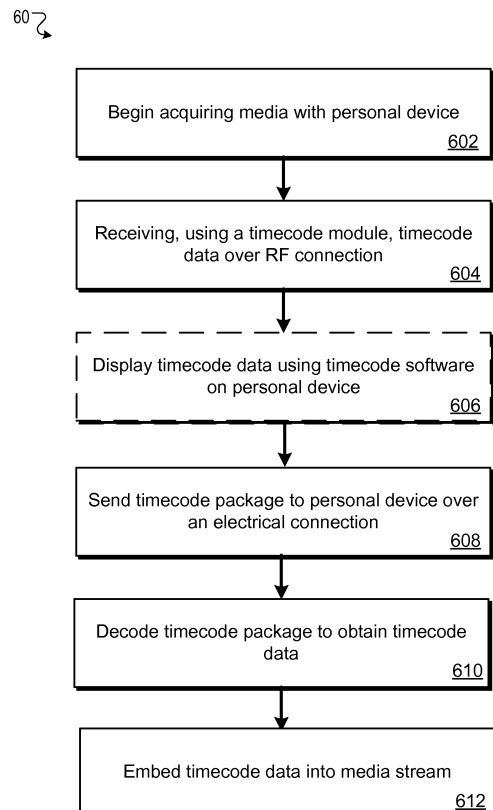 60
Begin acquiring media with personal device
602
Receiving, using a timecode module, timecode
data over RF connection
604
Display timecode data using timecode software
on personal device
606
Send timecode package to personal device over
an electrical connection
608
Decode timecode package to obtain timecode
data
610
Embed timecode data into media stream
612